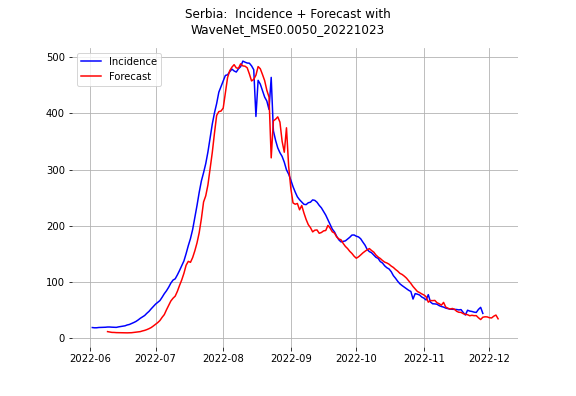 Serbia:  Incidence + Forecast with
WaveNet_MSE0.0050_20221023
Incidence
Forecast
500
400
300
200
100
0
2022-06 2022-07 2022-08 2022-09 2022-10 2022-11 2022-12